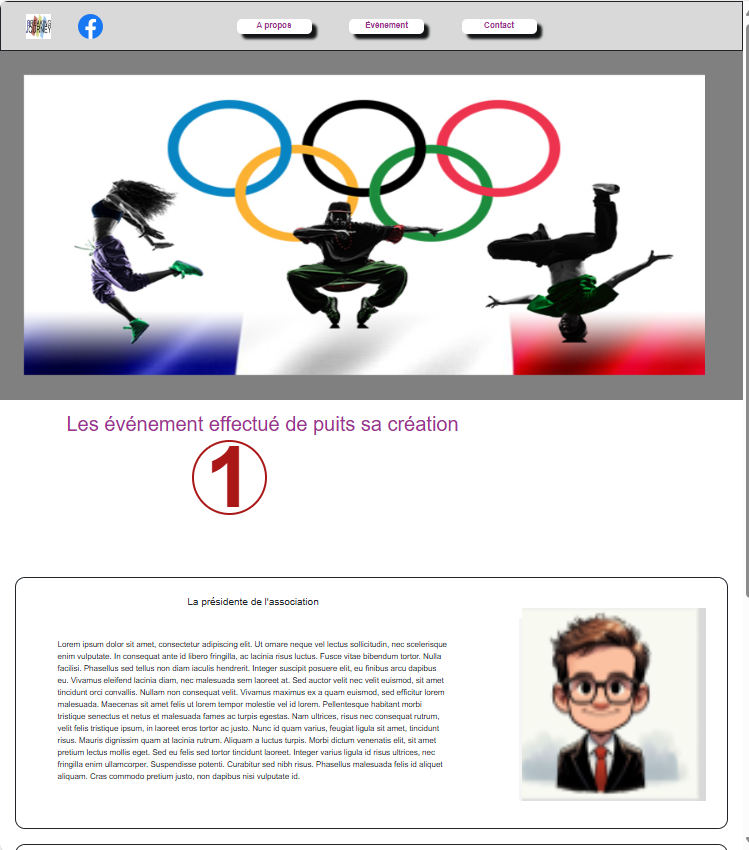 BREAKING
JOURNEY
A propos
Événement
Contact
Les événement effectué de puits sa création
1
La présidente de l'association
Lorem ipsum dolor sit amet, consectetur adipiscing elit. Ut ornare neque vel lectus sollicitudin, nec scelerisque
enim vulputate. In consequat ante id libero fringilla, ac lacinia risus luctus. Fusce vitae bibendum tortor. Nulla
facilisi. Phasellus sed tellus non diam iaculis hendrerit. Integer suscipit posuere elit, eu finibus arcu dapibus
eu. Vivamus eleifend lacinia diam, nec malesuada sem laoreet at. Sed auctor velit nec velit euismod, sit amet
tincidunt orci convallis. Nullam non consequat velit. Vivamus maximus ex a quam euismod, sed efficitur lorem
malesuada. Maecenas sit amet felis ut lorem tempor molestie vel id lorem. Pellentesque habitant morbi
tristique senectus et netus et malesuada fames ac turpis egestas. Nam ultrices, risus nec consequat rutrum,
velit felis tristique ipsum, in laoreet eros tortor ac justo. Nunc id quam varius, feugiat ligula sit amet, tincidunt
risus. Mauris dignissim quam at lacinia rutrum. Aliquam a luctus turpis. Morbi dictum venenatis elit, sit amet
pretium lectus mollis eget. Sed eu felis sed tortor tincidunt laoreet. Integer varius ligula id risus ultrices, nec
fringilla enim ullamcorper. Suspendisse potenti. Curabitur sed nibh risus. Phasellus malesuada felis id aliquet
aliquam. Cras commodo pretium justo, non dapibus nisi vulputate id.